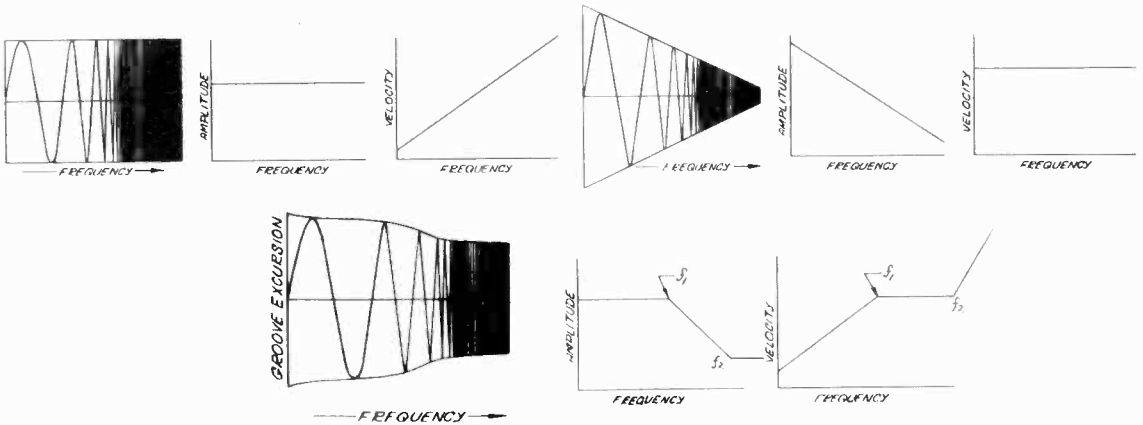 FREQUENCY
AMPLITUDE
FREQUENCY
VELOCITY
FREQUENCY
FREQUENCY
AMPLITUDE
FREQUENCY
VELOCITY
FREQUENCY
GROOVE EXCURSION
FREQUENCY
AMPLITUDE
f1
f2
FREQUENCY
VELOCITY
f1
f2
FREQUENCY